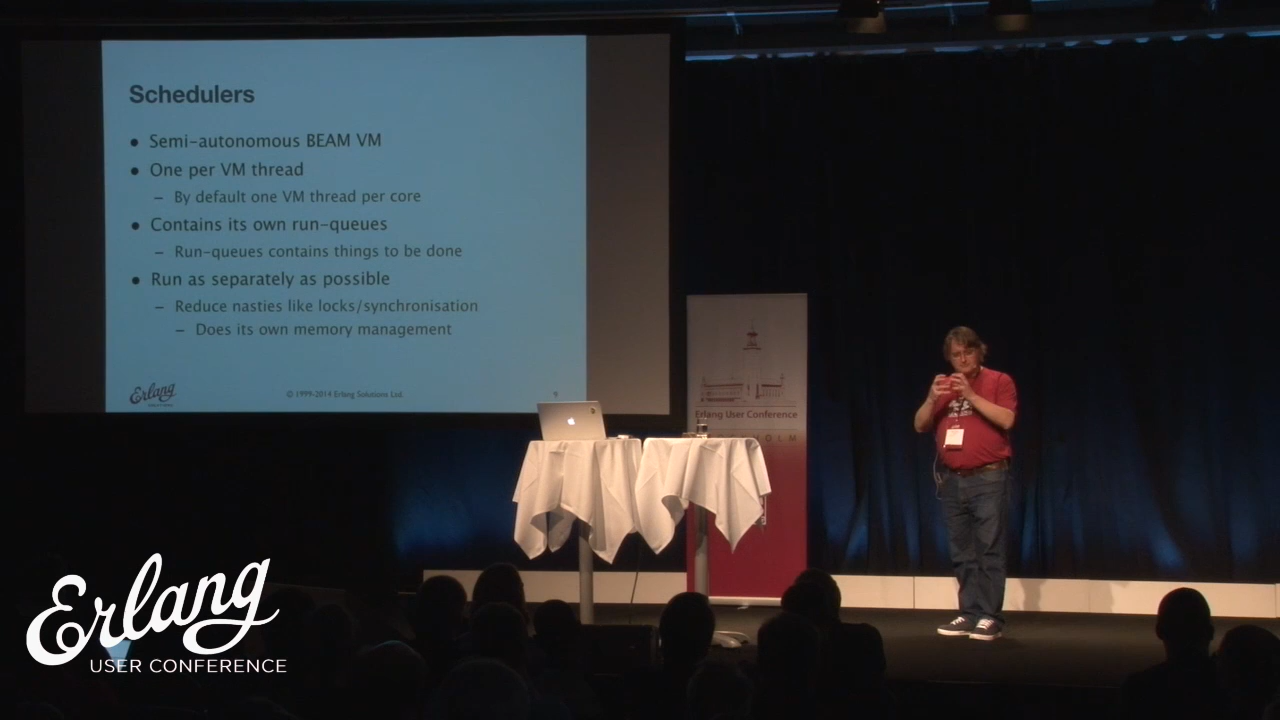 Schedulers
• Semi-autonomous BEAM VM
• One per VM thread
– By default one VM thread per core
• Contains its own run-queues
– Run-queues contains things to be done
• Run as separately as possible
– Reduce nasties like locks/synchronisation
– Does its own memory management
Erlang
© 1999-2014 Erlang Solutions Ltd.
9
Erlang User Conference
OLM
Erlang
USER CONFERENCE